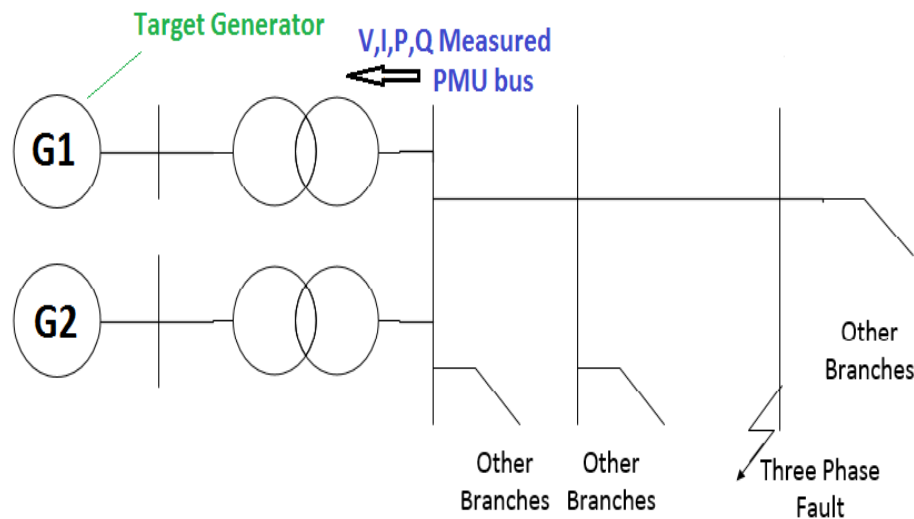 Target Generator
V,I,P,Q Measured
PMU bus
G1
G2
Other
Branches
Other
Branches
Other
Branches
Three Phase
Fault